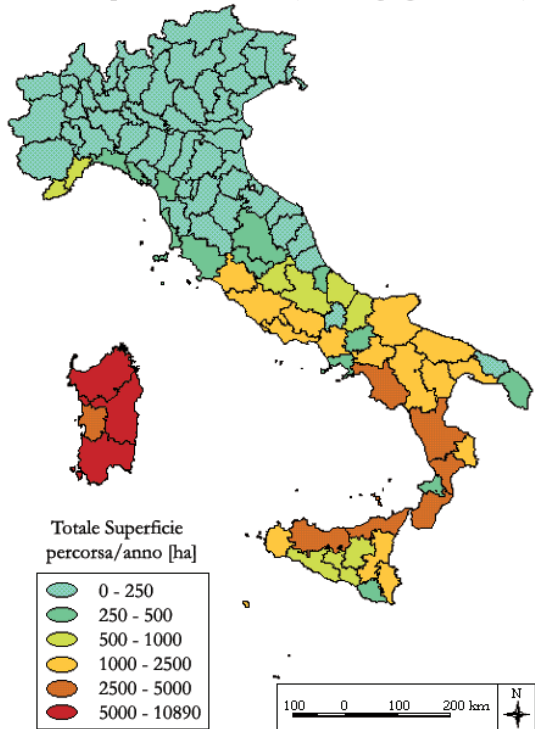 Totale Superficie
percorsa/anno [ha]
0 - 250
250 - 500
500 - 1000
1000 - 2500
2500 - 5000
5000 - 10890
100 0 100 200 km
N